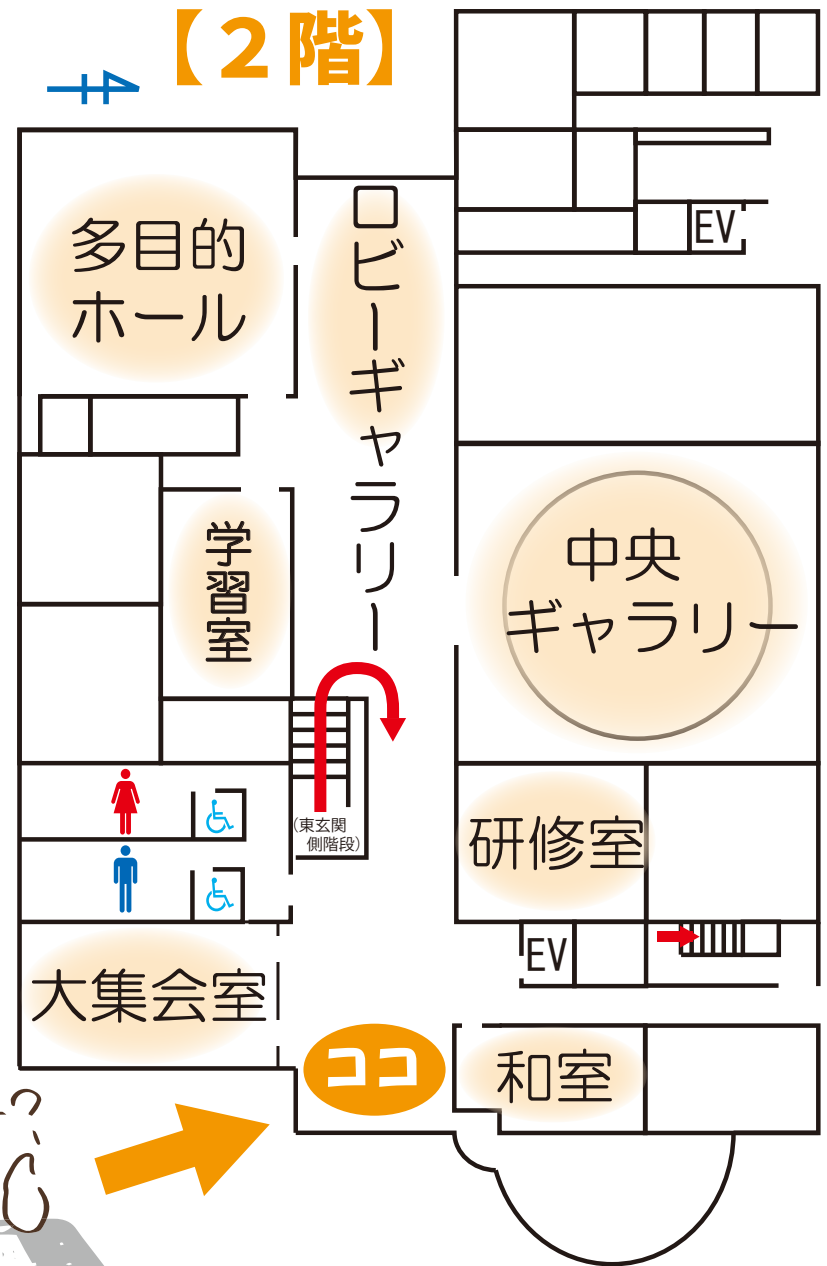 【２階】
多目的
ホール
ロビーギャラリー
EV
学習室
中央
ギャラリー
（東玄関
側階段）
研修室
EV
大集会室
ココ
和室